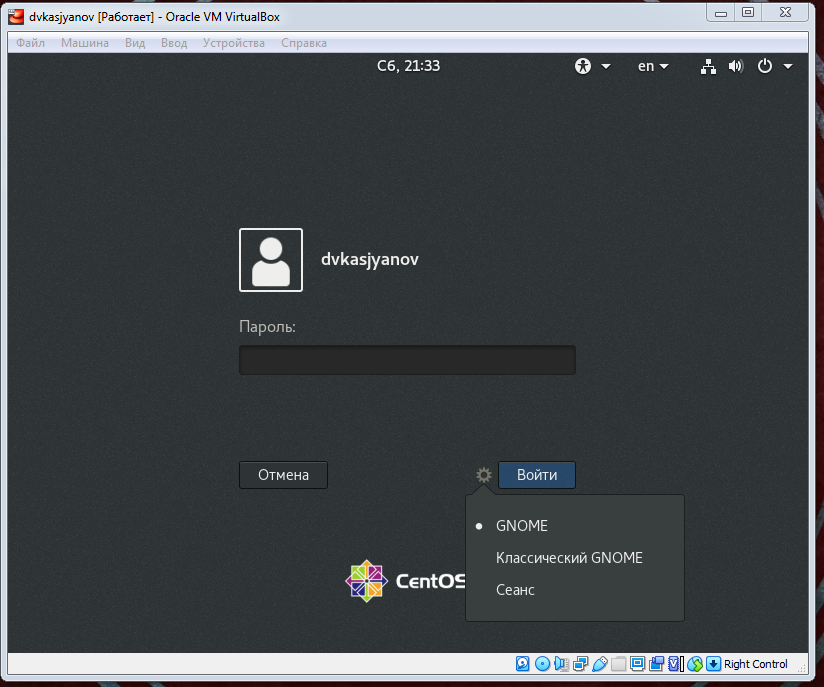 dvkasjyanov [Работает] - Oracle VM VirtualBox
Файл Машина Вид Ввод Устройства Справка
Сб, 21:33 en
dvkasjyanov
Пароль:
Отмена Войти
GNOME
Классический GNOME
Сеанс
CentOS
Right Control